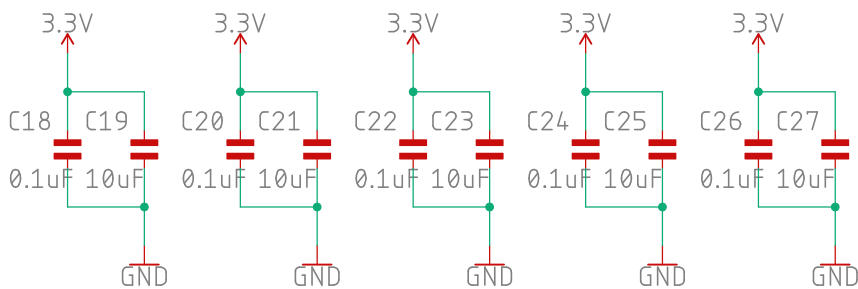 3.3V 3.3V 3.3V 3.3V 3.3V
C18 C19 C20 C21 C22 C23 C24 C25 C26 C27
0.1uF 10uF 0.1uF 10uF 0.1uF 10uF 0.1uF 10uF 0.1uF 10uF
GND GND GND GND GND